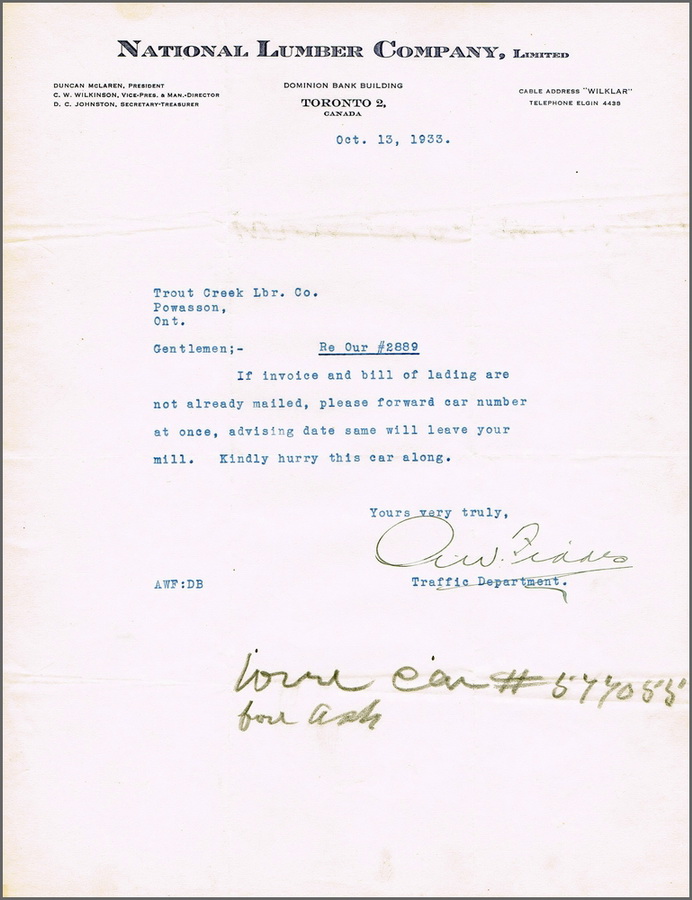 NATIONAL LUMBER COMPANY, LIMITED
DUNCAN McLAREN, PRESIDENT
C. W. WILKINSON, VICE-PRES. & MAN.-DIRECTOR
D. C. JOHNSTON, SECRETARY-TREASURER
DOMINION BANK BUILDING
TORONTO 2,
CANADA
CABLE ADDRESS "WILKLAR"
TELEPHONE ELGIN 4438
Oct. 13, 1933.
Trout Creek Lbr. Co.
Powasson,
Ont.
Gentlemen;- Re Our #2889
If invoice and bill of lading are
not already mailed, please forward car number
at once, advising date same will leave your
mill. Kindly hurry this car along.
Yours very truly,
A.W. Fiddes
AWF:DB Traffic Department.
car # 577055
for Ash